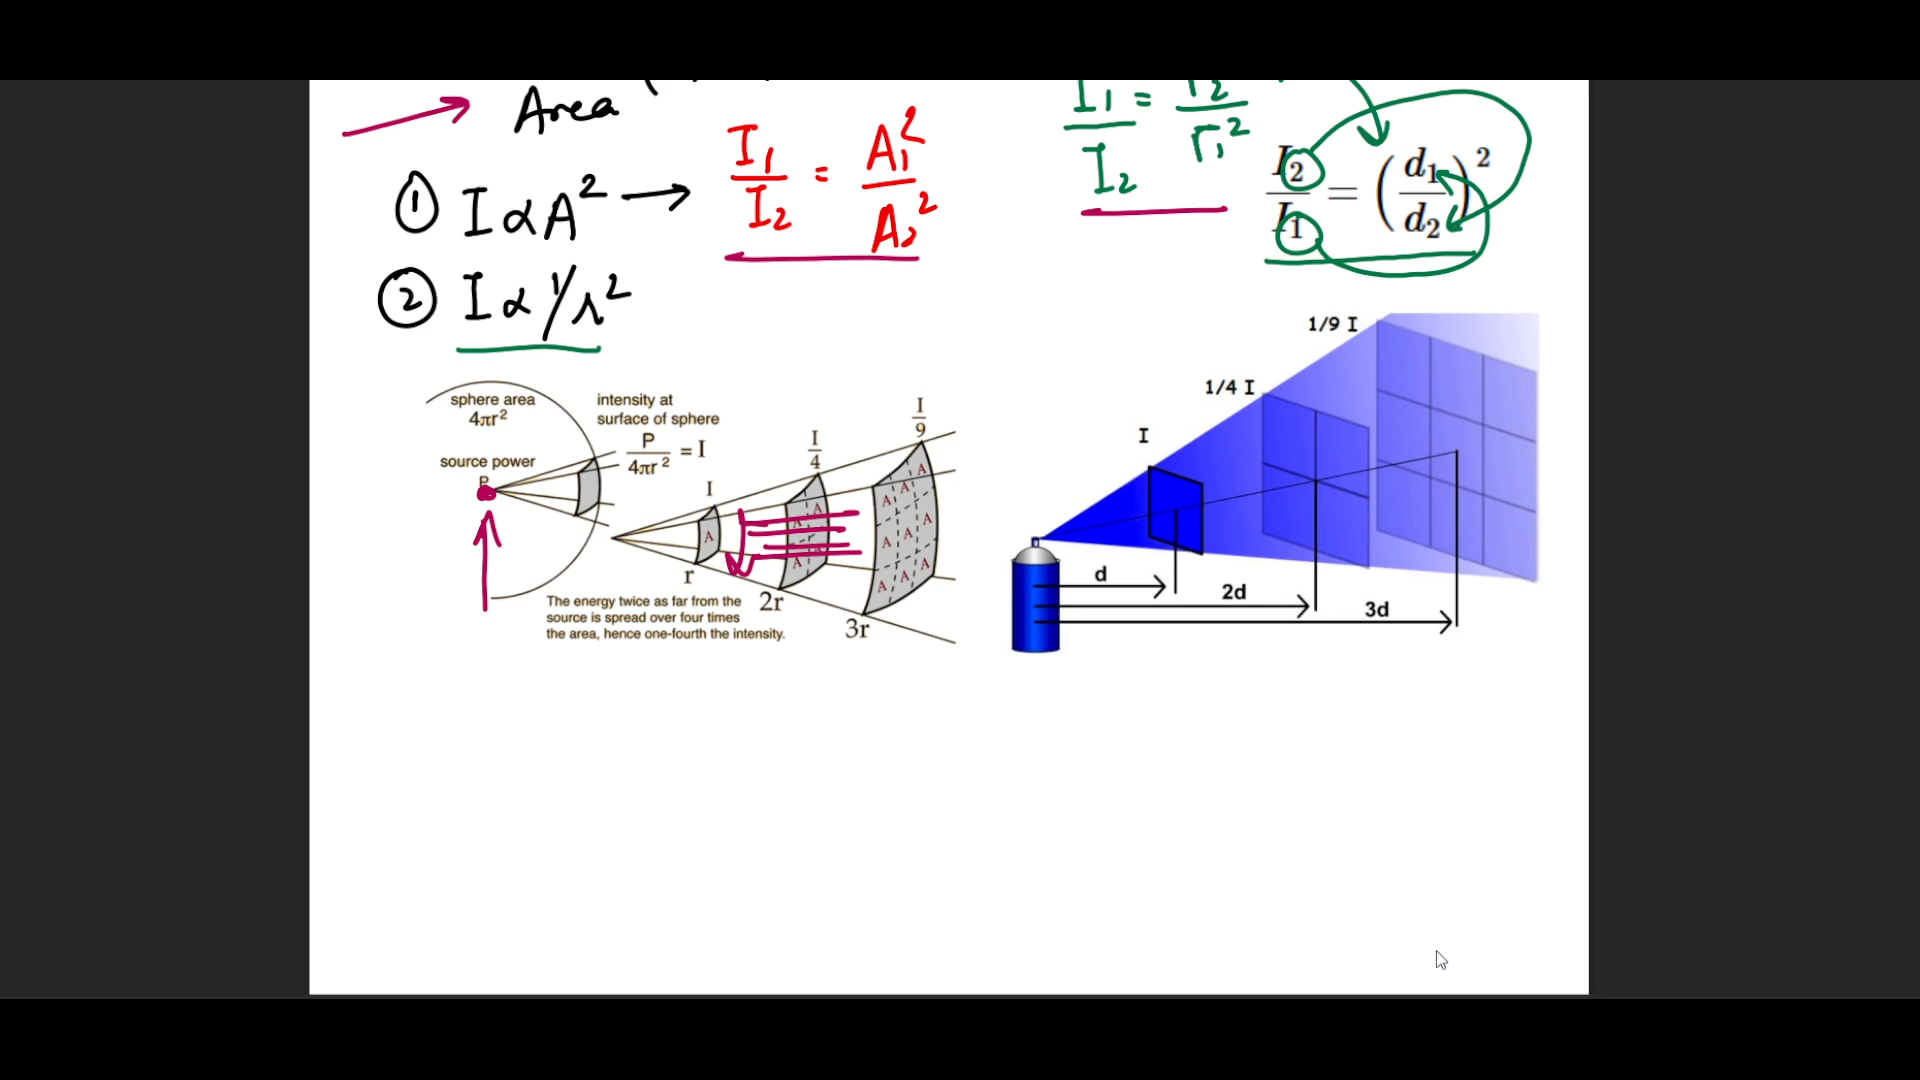 Area
I₁/I₂ = r₂²/r₁²
① I α A² → I₁/I₂ = A₁²/A₂²
I₂/I₁ = (d₁/d₂)²
② I α 1/r²
sphere area
4πr²
source power
P
intensity at
surface of sphere
P/4πr² = I
I
I/4
I/9
A
A A A A
A A A A A A A A A
r
2r
3r
The energy twice as far from the
source is spread over four times
the area, hence one-fourth the intensity.
1/9 I
1/4 I
I
d
2d
3d